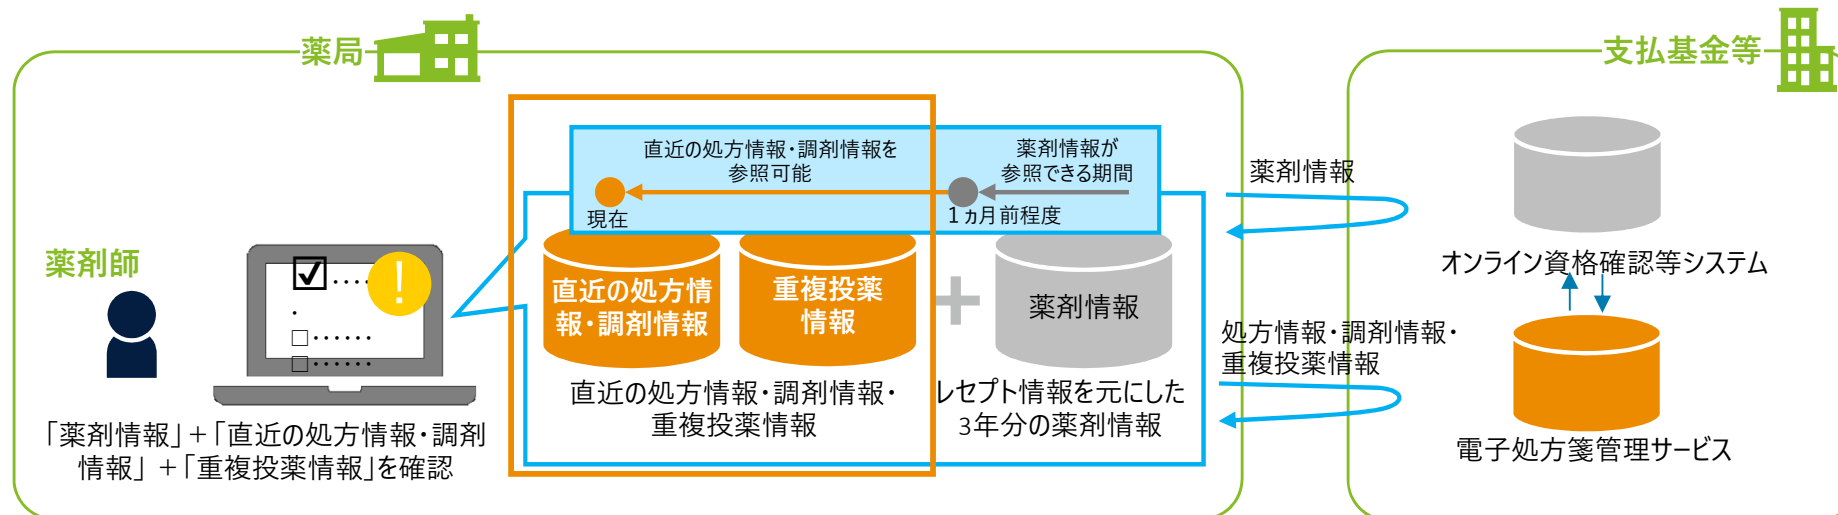 薬局
支払基金等
直近の処方情報・調剤情報を
参照可能
薬剤情報が
参照できる期間
現在
1ヵ月前程度
薬剤情報
オンライン資格確認等システム
薬剤師
!
直近の処方情
報・調剤情報
重複投薬
情報
+
薬剤情報
処方情報・調剤情報・
重複投薬情報
直近の処方情報・調剤情報・
重複投薬情報
レセプト情報を元にした
3年分の薬剤情報
「薬剤情報」+「直近の処方情報・調剤
情報」+「重複投薬情報」を確認
電子処方箋管理サービス